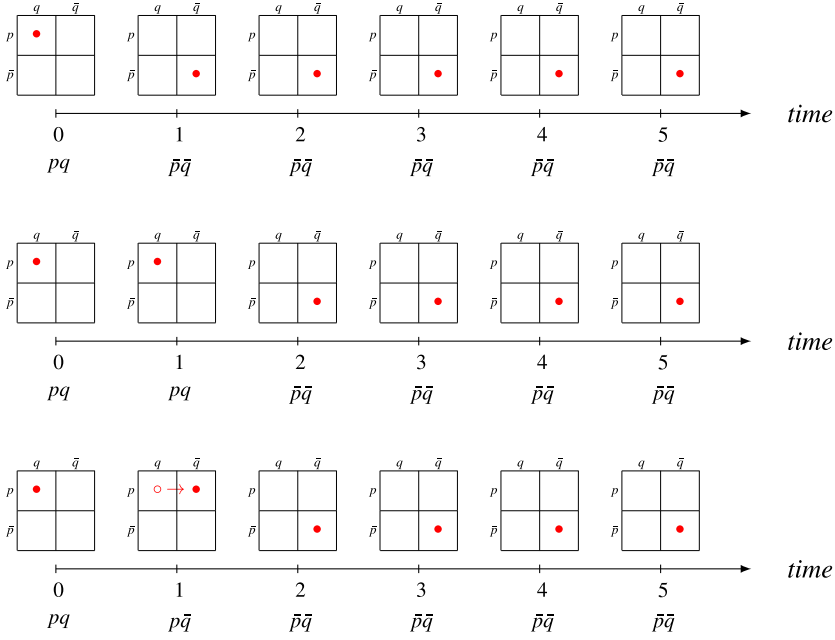 q q̄ q q̄ q q̄ q q̄ q q̄ q q̄
p p p p p p
p̄ p̄ p̄ p̄ p̄ p̄
time
0 1 2 3 4 5
pq p̄q̄ p̄q̄ p̄q̄ p̄q̄ p̄q̄
q q̄ q q̄ q q̄ q q̄ q q̄ q q̄
p p p p p p
p̄ p̄ p̄ p̄ p̄ p̄
time
0 1 2 3 4 5
pq pq p̄q̄ p̄q̄ p̄q̄ p̄q̄
q q̄ q q̄ q q̄ q q̄ q q̄ q q̄
p p p p p p
p̄ p̄ p̄ p̄ p̄ p̄
time
0 1 2 3 4 5
pq pq̄ p̄q̄ p̄q̄ p̄q̄ p̄q̄